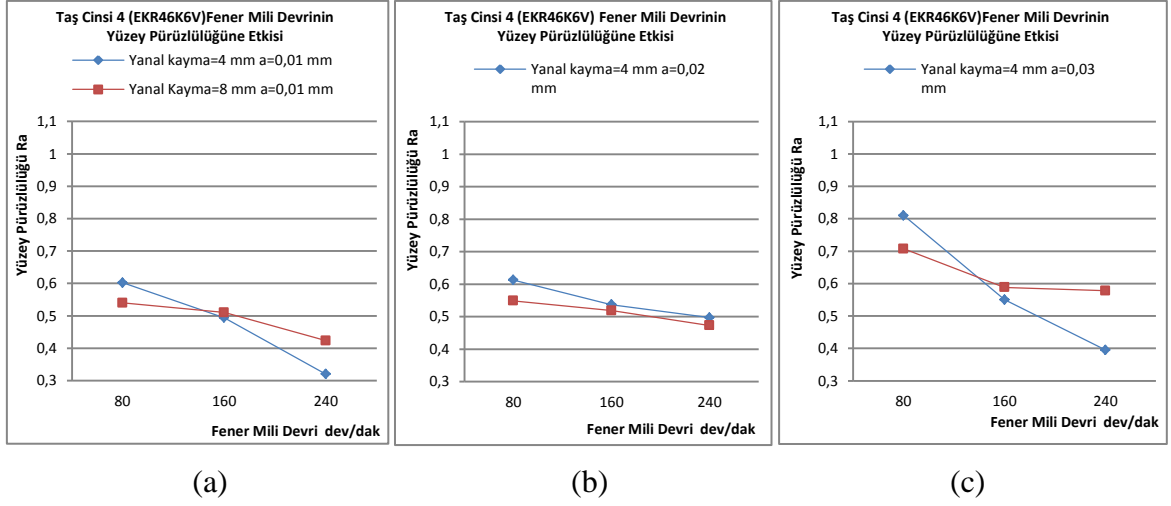 Taş Cinsi 4 (EKR46K6V)Fener Mili Devrinin
Yüzey Pürüzlülüğüne Etkisi
Yanal kayma=4 mm a=0,01 mm
Yanal Kayma=8 mm a=0,01 mm
Yüzey Pürüzlülüğü Ra
1,1
1
0,9
0,8
0,7
0,6
0,5
0,4
0,3
80 160 240
Fener Mili Devri dev/dak
(a)
Taş Cinsi 4 (EKR46K6V) Fener Mili Devrinin
Yüzey Pürüzlülüğüne Etkisi
Yanal kayma=4 mm a=0,02
mm
Yüzey Pürüzlülüğü Ra
1,1
1
0,9
0,8
0,7
0,6
0,5
0,4
0,3
80 160 240
Fener Mili Devri dev/dak
(b)
Taş Cinsi 4 (EKR46K6V)Fener Mili Devrinin
Yüzey Pürüzlülüğüne Etkisi
Yanal kayma=4 mm a=0,03
mm
Yüzey Pürüzlülüğü Ra
1,1
1
0,9
0,8
0,7
0,6
0,5
0,4
0,3
80 160 240
Fener Mili Devri dev/dak
(c)